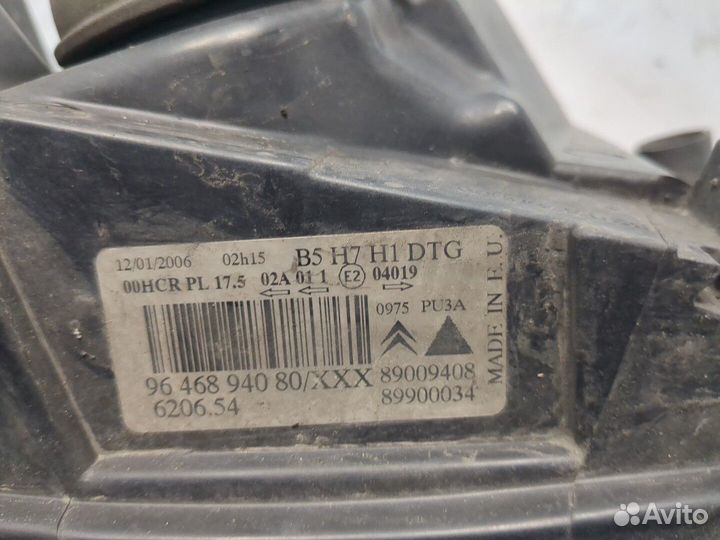 12/01/2006 02h15 B5 H7 H1 DTG
00HCR PL 17.5 02A 01 1 E2 04019
0975 PU3A
96 468 940 80/XXX 89009408
6206.54 89900034
MADE IN E.U.
Avito